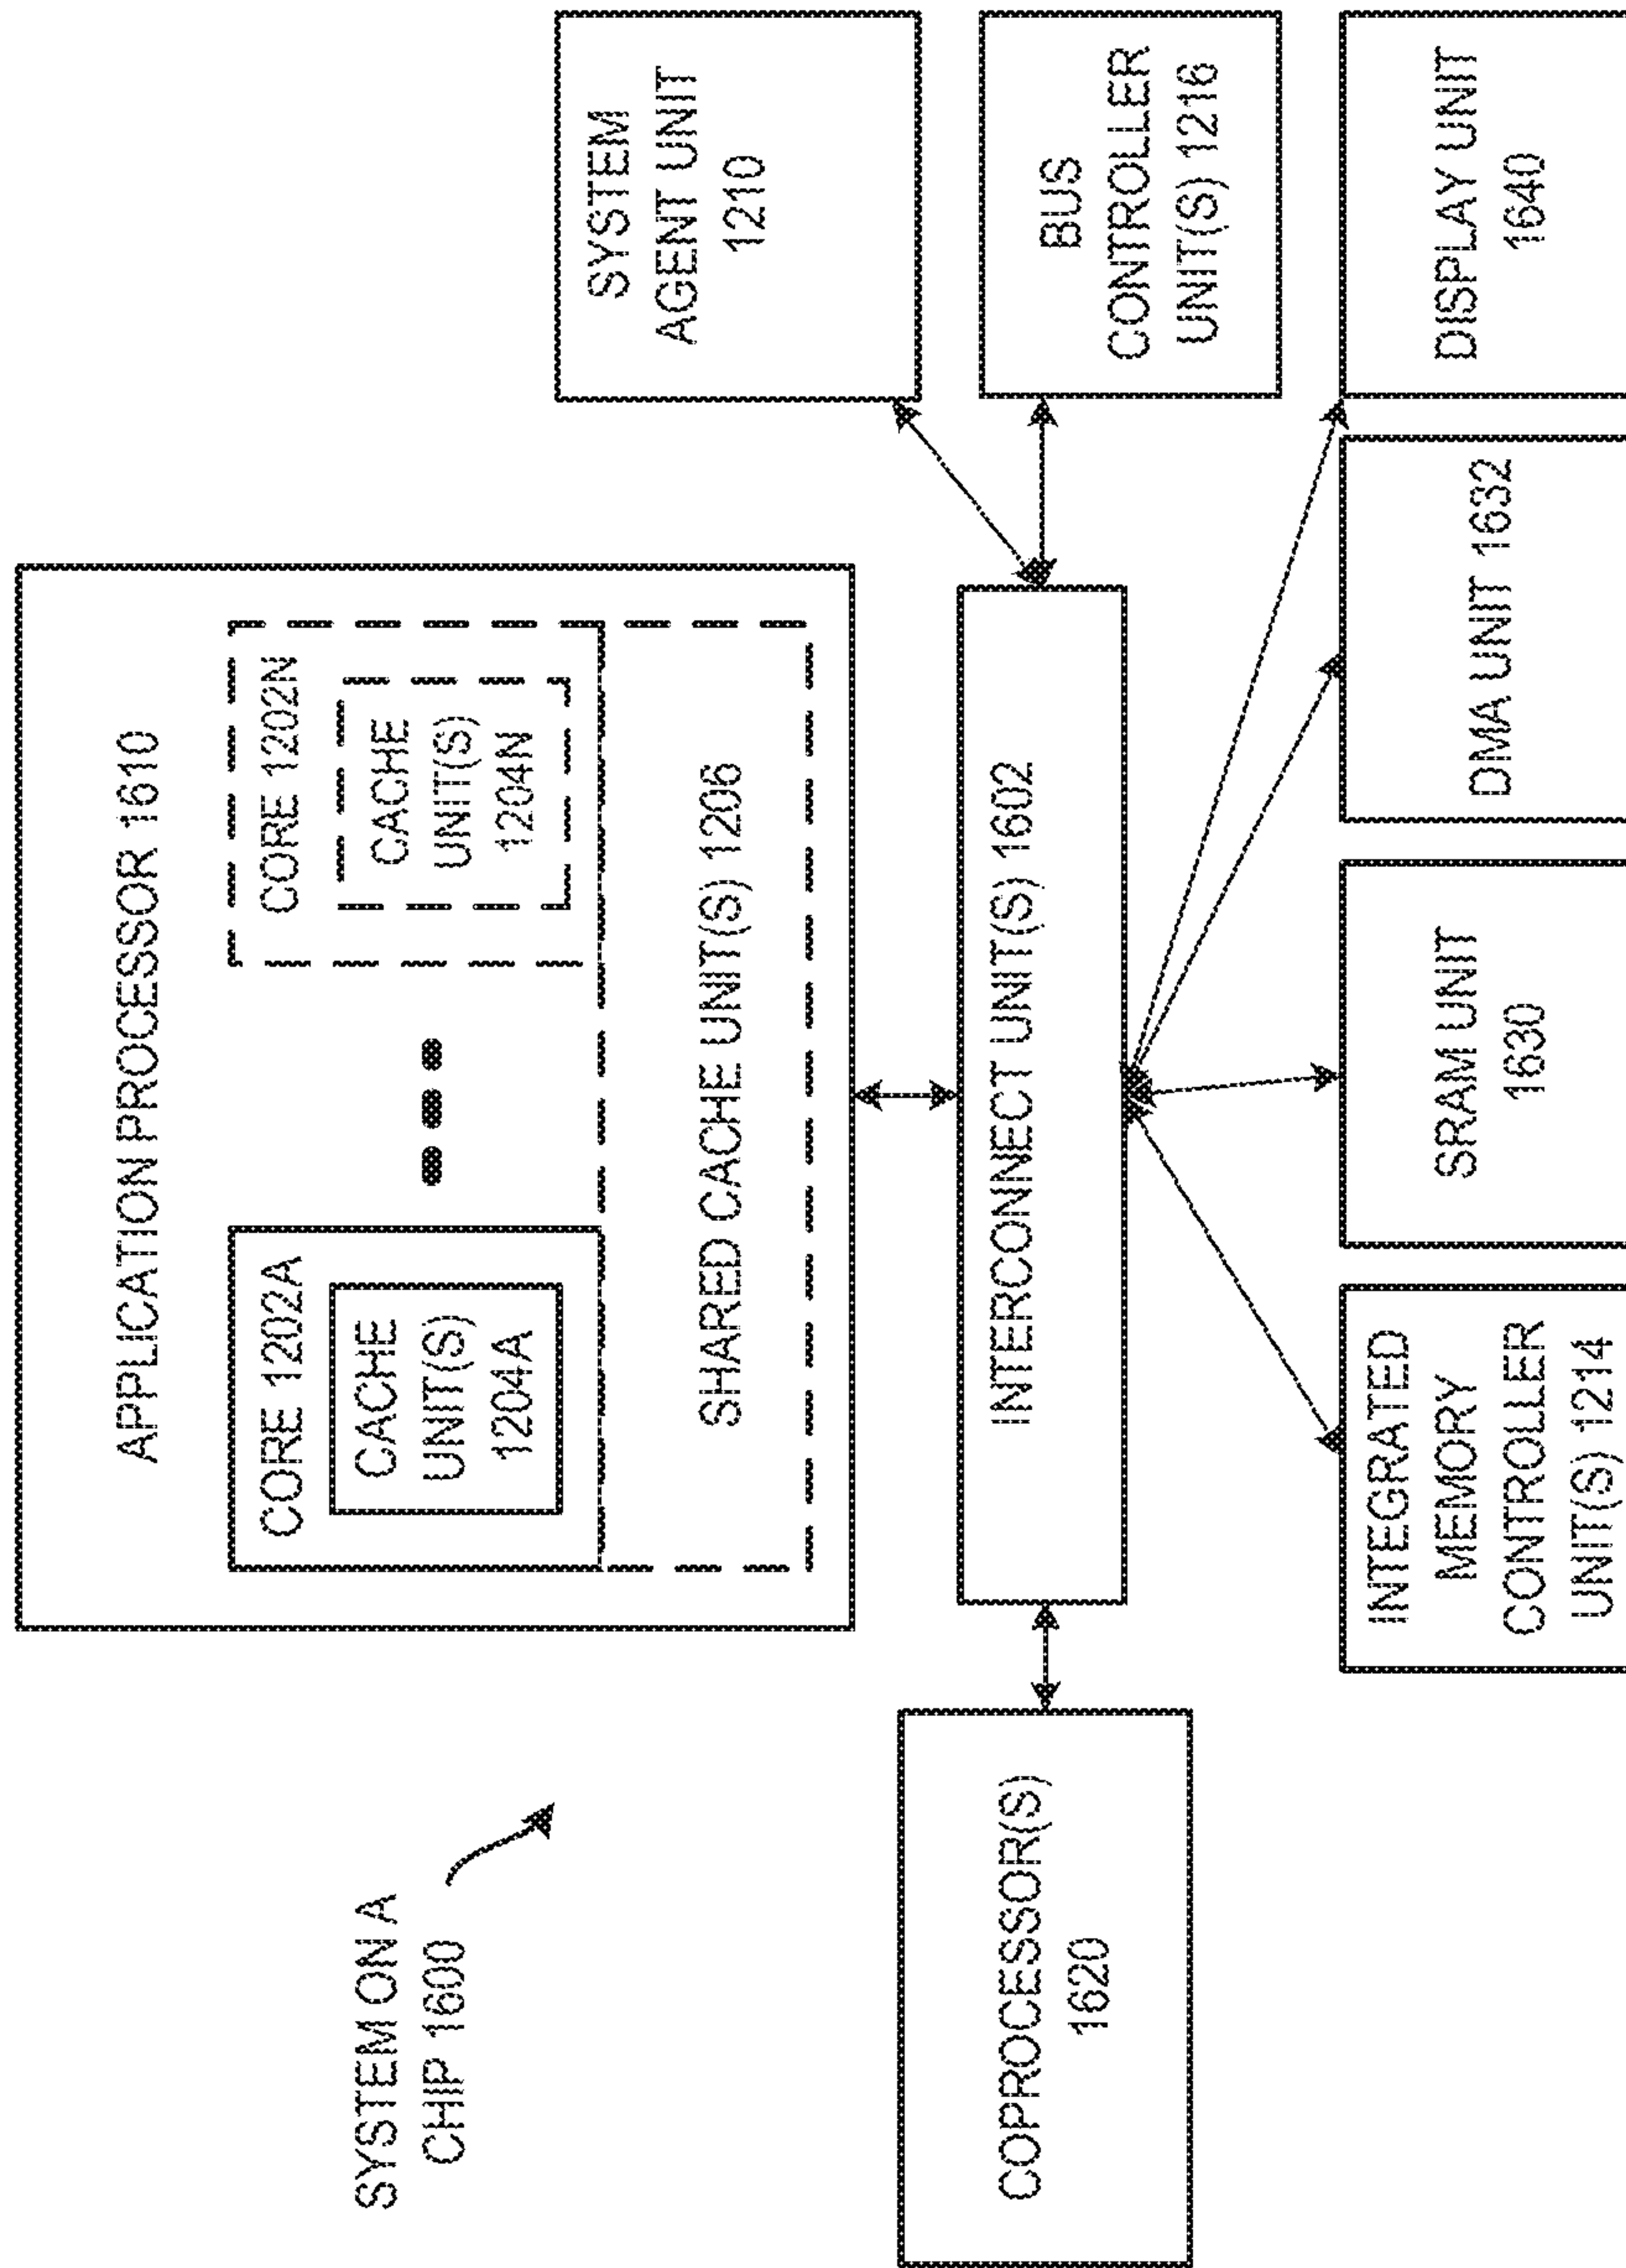 SYSTEM ON A
CHIP 1600
APPLICATION PROCESSOR 1610
CORE 1202A
CACHE
UNIT(S)
1204A
CORE 1202N
CACHE
UNIT(S)
1204N
SHARED CACHE UNIT(S) 1206
SYSTEM
AGENT UNIT
1210
COPROCESSOR(S)
1620
INTERCONNECT UNIT(S) 1602
BUS
CONTROLLER
UNIT(S) 1216
INTEGRATED
MEMORY
CONTROLLER
UNIT(S) 1214
SRAM UNIT
1630
DMA UNIT 1632
DISPLAY UNIT
1640